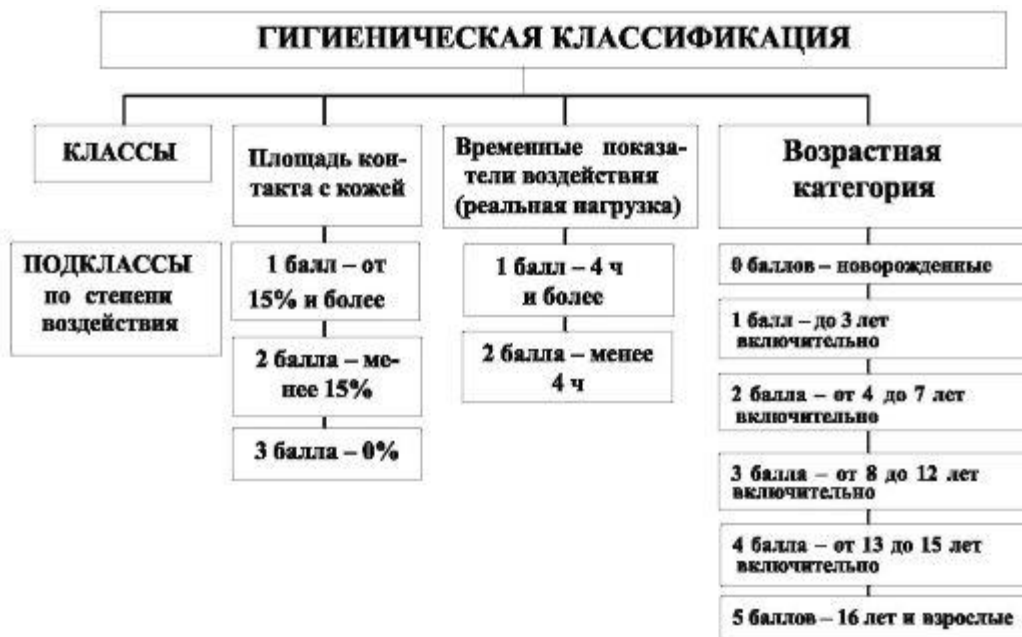 ГИГИЕНИЧЕСКАЯ КЛАССИФИКАЦИЯ
КЛАССЫ
Площадь кон-
такта с кожей
Временные показа-
тели воздействия
(реальная нагрузка)
Возрастная
категория
ПОДКЛАССЫ
по степени
воздействия
1 балл – от
15% и более
2 балла – ме-
нее 15%
3 балла – 0%
1 балл – 4 ч
и более
2 балла – менее
4 ч
0 баллов – новорожденные
1 балл – до 3 лет
включительно
2 балла – от 4 до 7 лет
включительно
3 балла – от 8 до 12 лет
включительно
4 балла – от 13 до 15 лет
включительно
5 баллов – 16 лет и взрослые